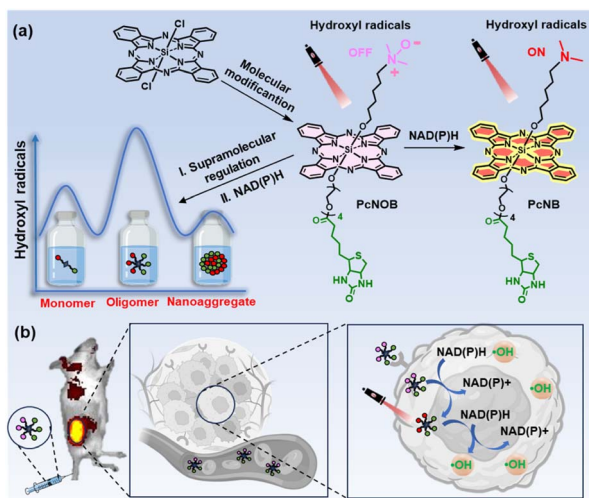 (a)
Cl
N
N
N
N
Si
N
N
N
N
Cl
Molecular
modificantion
Hydroxyl radicals
OFF
N
O
-
+
O
N
N
N
N
Si
N
N
N
N
O
O
4
O
S
HN
NH
O
PcNOB
NAD(P)H
Hydroxyl radicals
ON
N
O
N
N
N
N
Si
N
N
N
N
O
O
4
O
S
HN
NH
O
PcNB
I. Supramolecular
regulation
II. NAD(P)H
Hydroxyl radicals
Monomer
Oligomer
Nanoaggregate
(b)
NAD(P)H
•OH
NAD(P)+
•OH
NAD(P)H
•OH
NAD(P)+
•OH
•OH